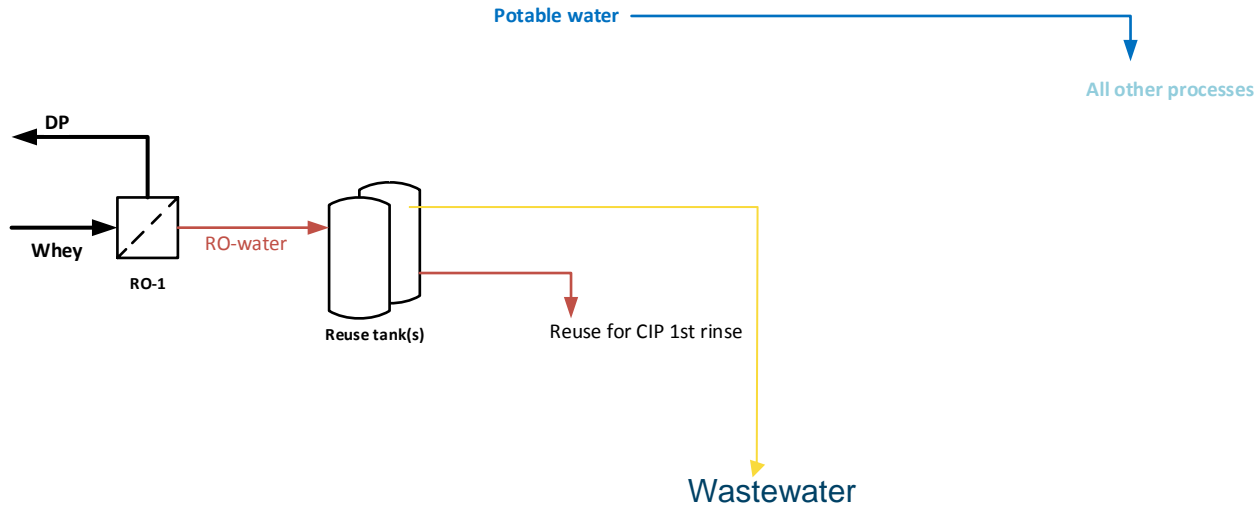 Potable water
All other processes
DP
Whey
RO-water
RO-1
Reuse tank(s)
Reuse for CIP 1st rinse
Wastewater